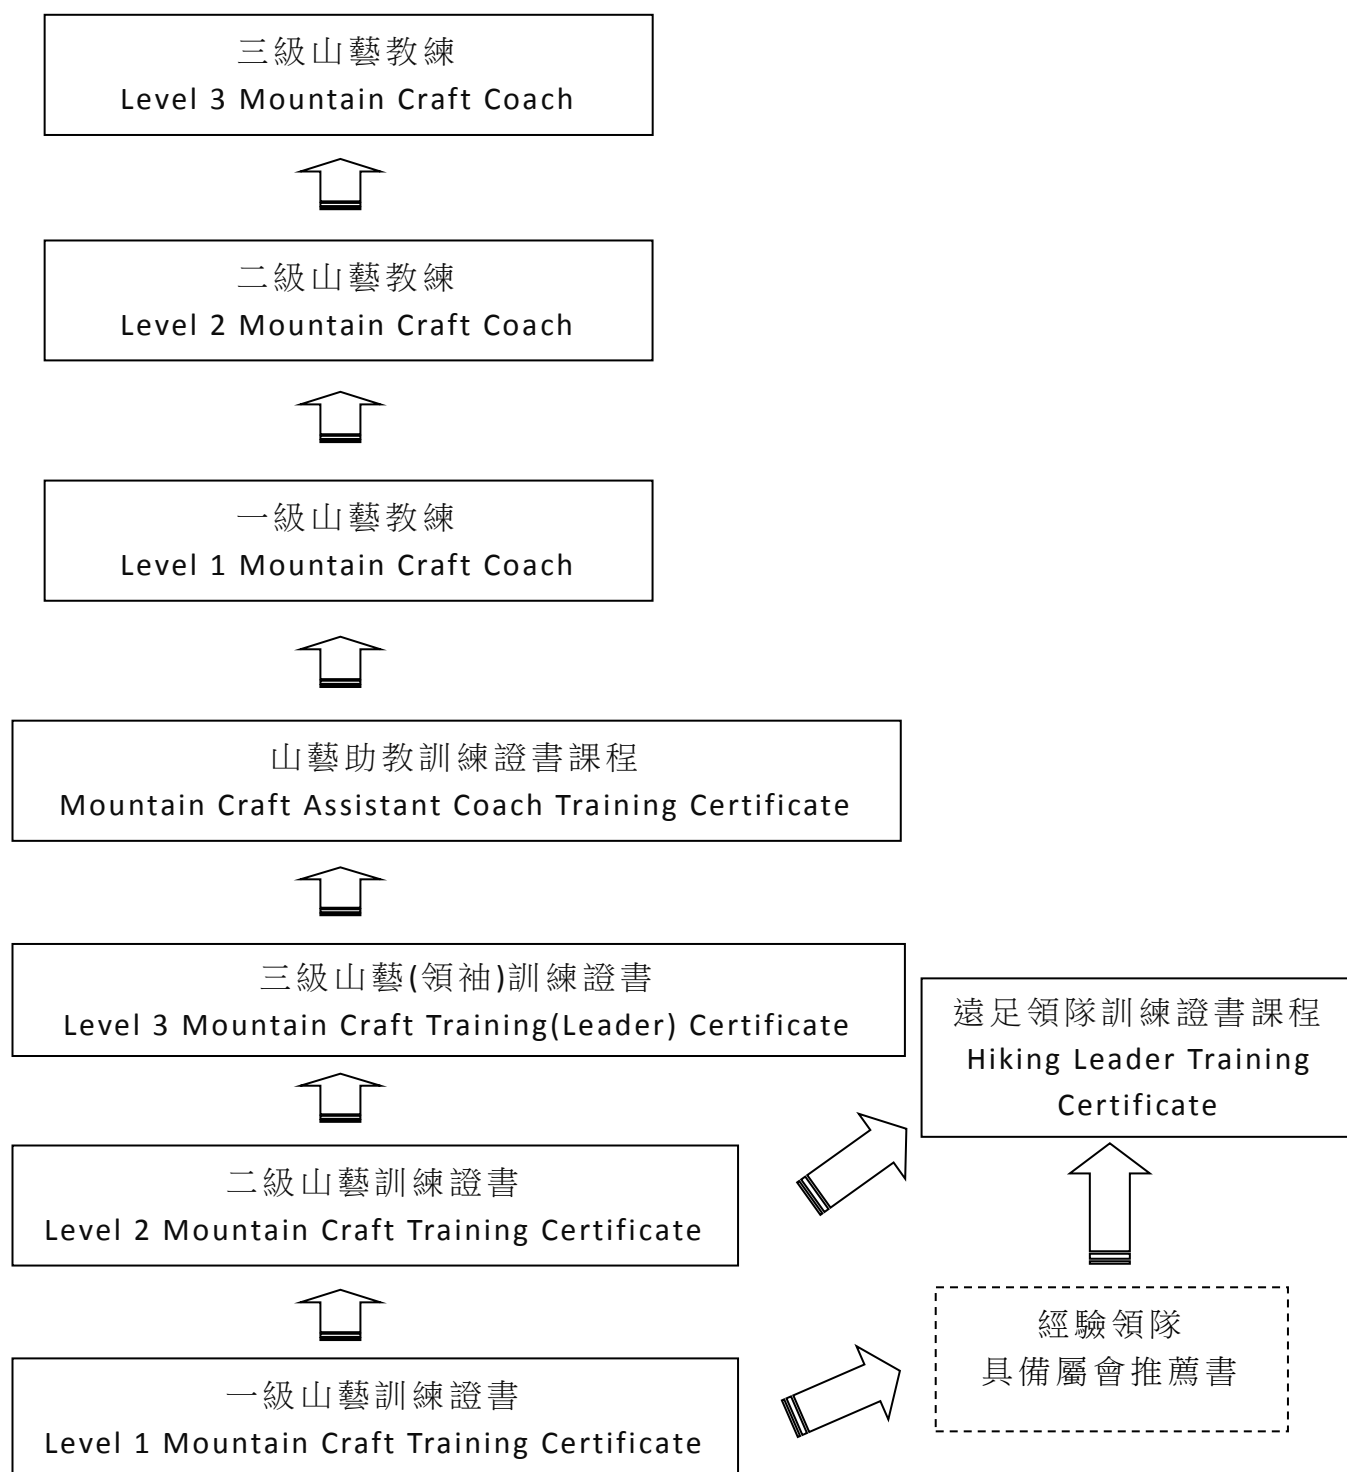 三級山藝教練
Level 3 Mountain Craft Coach
二級山藝教練
Level 2 Mountain Craft Coach
一級山藝教練
Level 1 Mountain Craft Coach
山藝助教訓練證書課程
Mountain Craft Assistant Coach Training Certificate
三級山藝(領袖)訓練證書
Level 3 Mountain Craft Training(Leader) Certificate
遠足領隊訓練證書課程
Hiking Leader Training
Certificate
二級山藝訓練證書
Level 2 Mountain Craft Training Certificate
經驗領隊
具備屬會推薦書
一級山藝訓練證書
Level 1 Mountain Craft Training Certificate